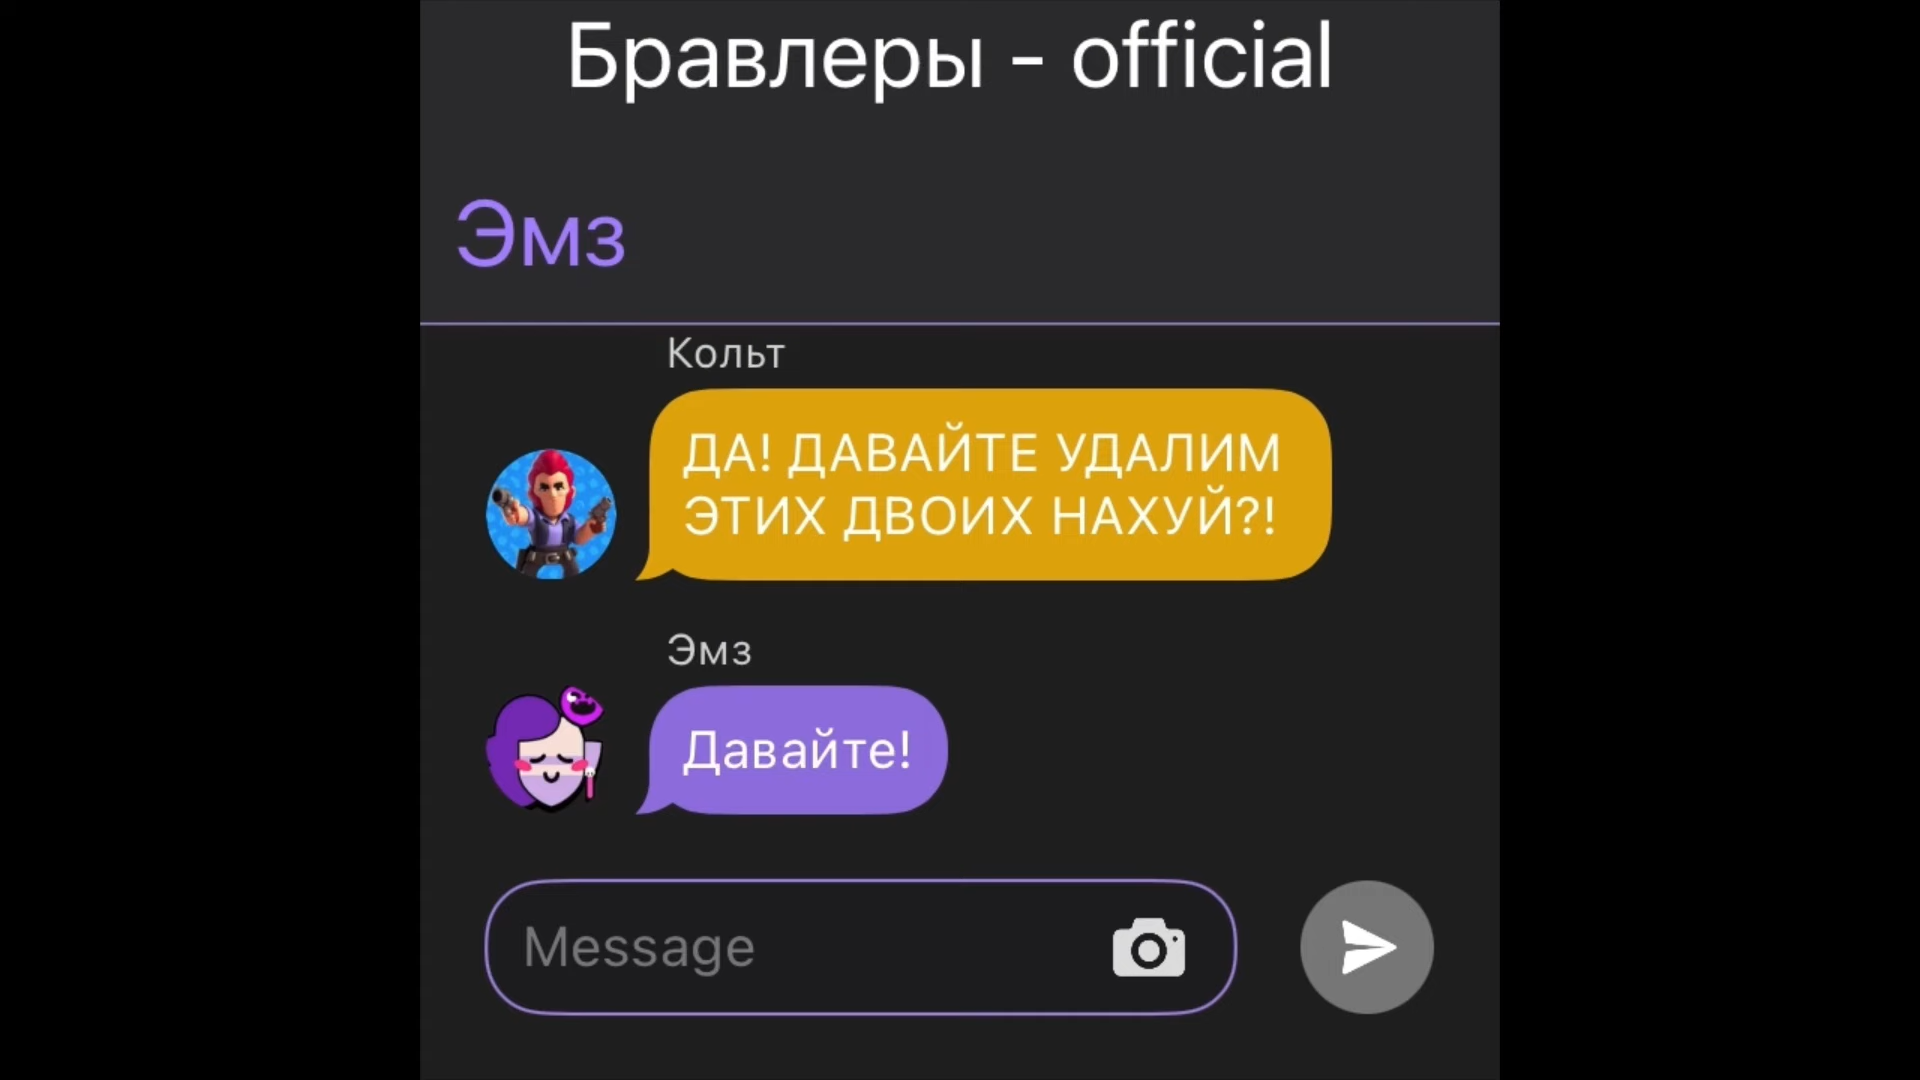 Бравлеры - official
Эмз
Кольт
ДА! ДАВАЙТЕ УДАЛИМ
ЭТИХ ДВОИХ НАХУЙ?!
Эмз
Давайте!
Message